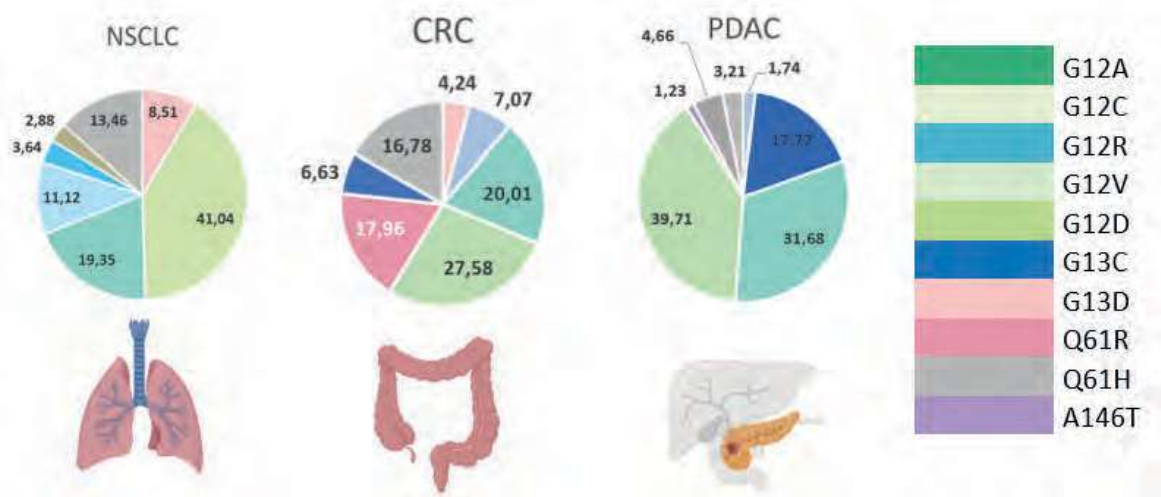 NSCLC
8,51
41,04
19,35
11,12
3,64
2,88
13,46
CRC
4,24
7,07
20,01
27,58
17,96
6,63
16,78
PDAC
1,74
17,77
31,68
39,71
1,23
4,66
3,21
G12A
G12C
G12R
G12V
G12D
G13C
G13D
Q61R
Q61H
A146T